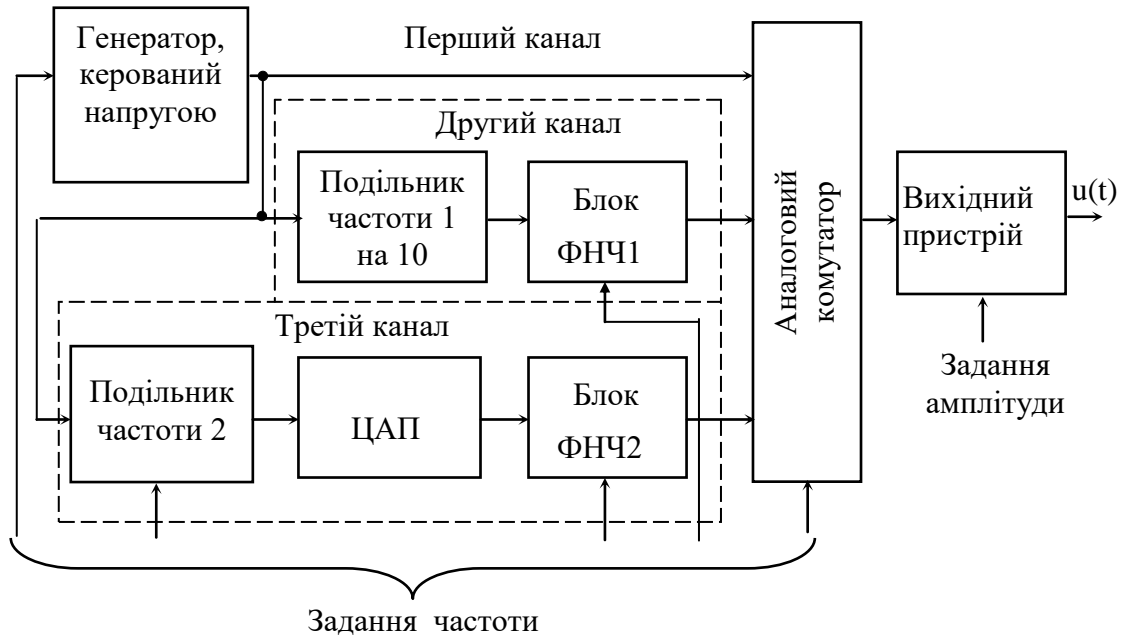 Генератор,
керований
напругою
Перший канал
Другий канал
Подільник
частоти 1
на 10
Блок
ФНЧ1
Аналоговий
комутатор
Вихідний
пристрій
u(t)
Третій канал
Подільник
частоти 2
ЦАП
Блок
ФНЧ2
Задання
амплітуди
Задання частоти